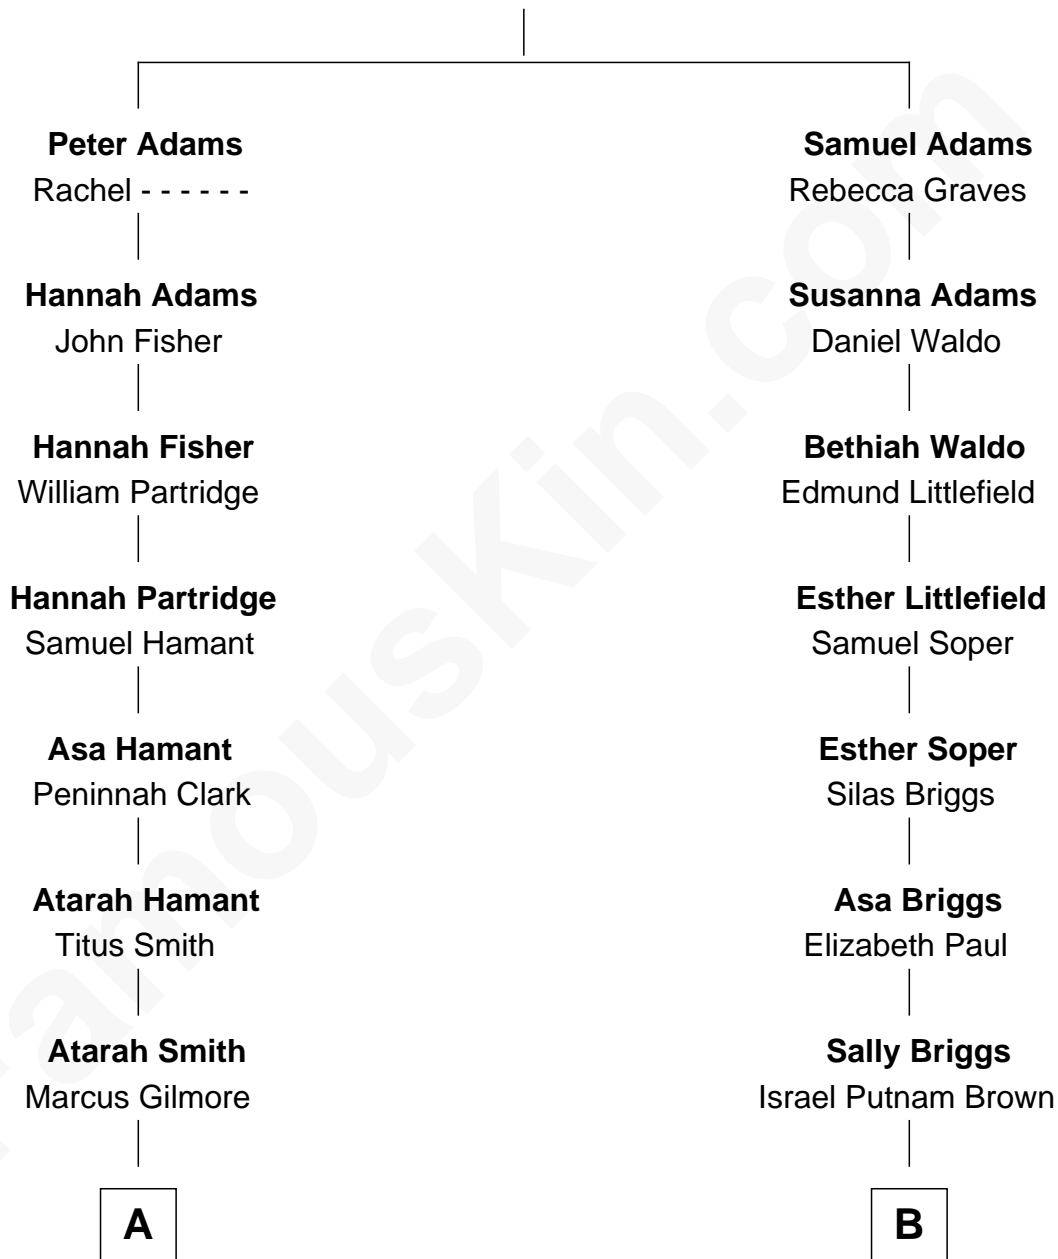 Peter Adams
Rachel - - - - - -
Hannah Adams
John Fisher
Hannah Fisher
William Partridge
Hannah Partridge
Samuel Hamant
Asa Hamant
Peninnah Clark
Atarah Hamant
Titus Smith
Atarah Smith
Marcus Gilmore
A
Samuel Adams
Rebecca Graves
Susanna Adams
Daniel Waldo
Bethiah Waldo
Edmund Littlefield
Esther Littlefield
Samuel Soper
Esther Soper
Silas Briggs
Asa Briggs
Elizabeth Paul
Sally Briggs
Israel Putnam Brown
B
FamousKin.com